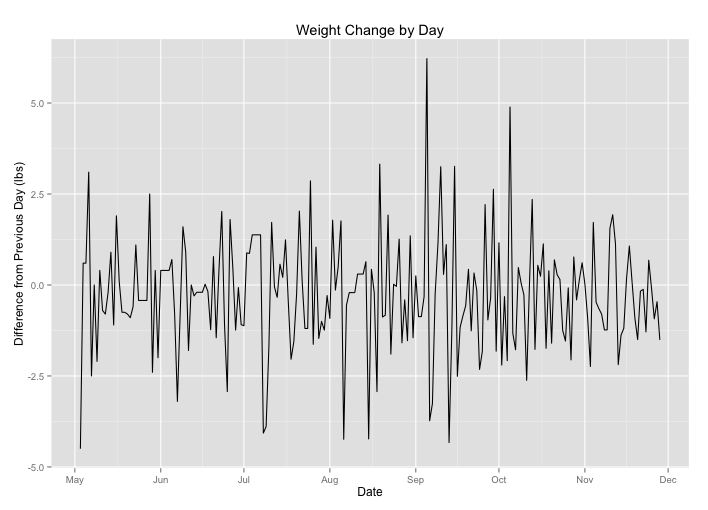 Weight Change by Day
Difference from Previous Day (lbs)
5.0
2.5
0.0
-2.5
-5.0
May Jun Jul Aug Sep Oct Nov Dec
Date